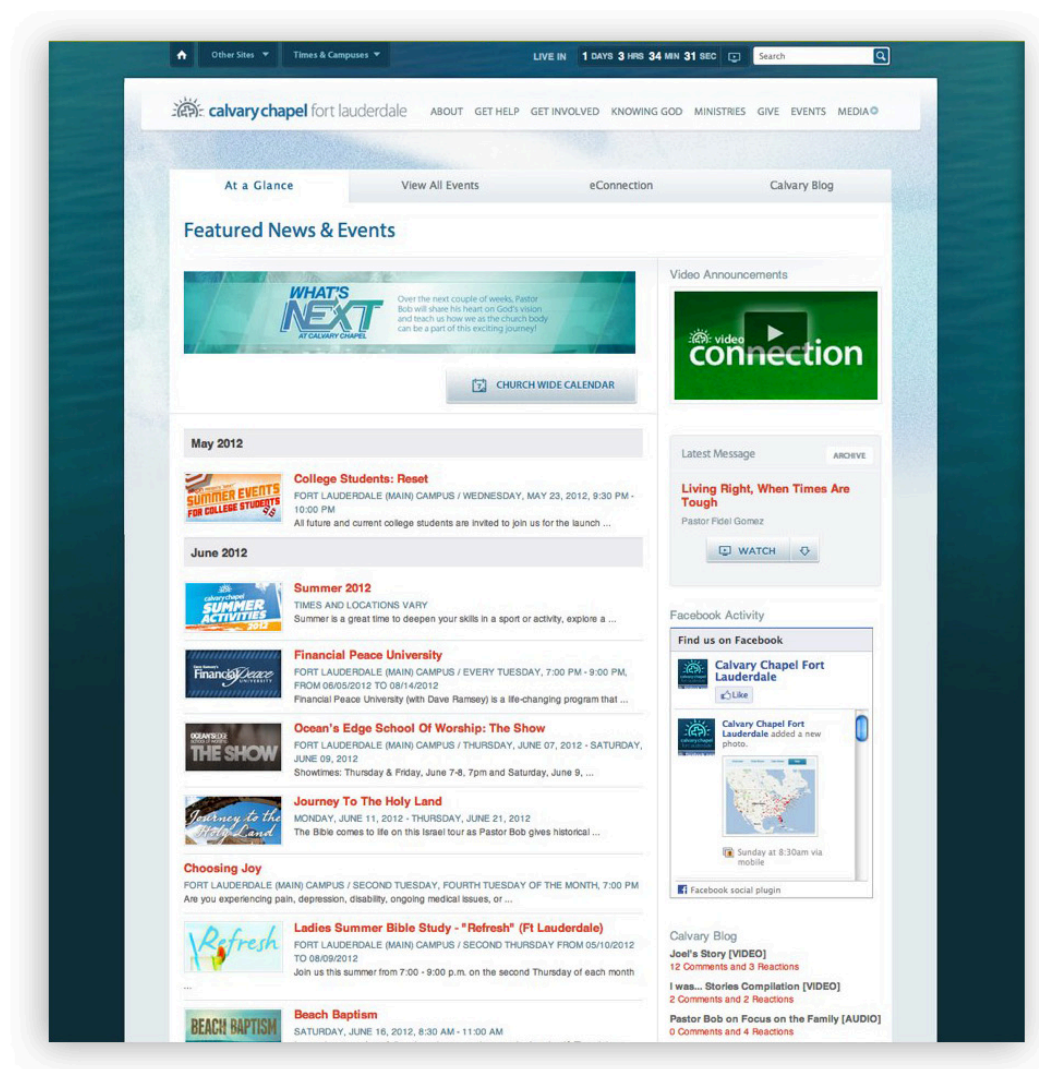 Other Sites
Times & Campuses
LIVE IN 1 DAYS 3 HRS 34 MIN 31 SEC
Search
calvary chapel fort lauderdale
ABOUT GET HELP GET INVOLVED KNOWING GOD MINISTRIES GIVE EVENTS MEDIA
At a Glance
View All Events
eConnection
Calvary Blog
Featured News & Events
WHAT'S
NEXT
AT CALVARY CHAPEL
Over the next couple of weeks, Pastor
Bob will share his heart on God's vision
and teach us how we as the church body
can be a part of this exciting journey!
CHURCH WIDE CALENDAR
May 2012
SUMMER EVENTS
FOR COLLEGE STUDENTS
College Students: Reset
FORT LAUDERDALE (MAIN) CAMPUS / WEDNESDAY, MAY 23, 2012, 9:30 PM -
10:00 PM
All future and current college students are invited to join us for the launch ...
June 2012
calvary chapel
SUMMER
ACTIVITIES
2012
Summer 2012
TIMES AND LOCATIONS VARY
Summer is a great time to deepen your skills in a sport or activity, explore a ...
Financial Peace
UNIVERSITY
Financial Peace University
FORT LAUDERDALE (MAIN) CAMPUS / EVERY TUESDAY, 7:00 PM - 9:00 PM,
FROM 06/05/2012 TO 08/14/2012
Financial Peace University (with Dave Ramsey) is a life-changing program that ...
OCEAN'S EDGE
THE SHOW
Ocean's Edge School Of Worship: The Show
FORT LAUDERDALE (MAIN) CAMPUS / THURSDAY, JUNE 07, 2012 - SATURDAY,
JUNE 09, 2012
Showtimes: Thursday & Friday, June 7-8, 7pm and Saturday, June 9, ...
Journey to the
Holy Land
Journey To The Holy Land
MONDAY, JUNE 11, 2012 - THURSDAY, JUNE 21, 2012
The Bible comes to life on this Israel tour as Pastor Bob gives historical ...
Choosing Joy
FORT LAUDERDALE (MAIN) CAMPUS / SECOND TUESDAY, FOURTH TUESDAY OF THE MONTH, 7:00 PM
Are you experiencing pain, depression, disability, ongoing medical issues, or ...
Refresh
Ladies Summer Bible Study - "Refresh" (Ft Lauderdale)
FORT LAUDERDALE (MAIN) CAMPUS / SECOND THURSDAY FROM 05/10/2012
TO 08/09/2012
Join us this summer from 7:00 - 9:00 p.m. on the second Thursday of each month
...
BEACH BAPTISM
Beach Baptism
SATURDAY, JUNE 16, 2012, 8:30 AM - 11:00 AM
Video Announcements
video
connection
Latest Message
ARCHIVE
Living Right, When Times Are
Tough
Pastor Fidel Gomez
WATCH
Facebook Activity
Find us on Facebook
Calvary Chapel Fort
Lauderdale
Like
Calvary Chapel Fort
Lauderdale added a new
photo.
Sunday at 8:30am via
mobile
Facebook social plugin
Calvary Blog
Joel's Story [VIDEO]
12 Comments and 3 Reactions
I was... Stories Compilation [VIDEO]
2 Comments and 2 Reactions
Pastor Bob on Focus on the Family [AUDIO]
0 Comments and 4 Reactions